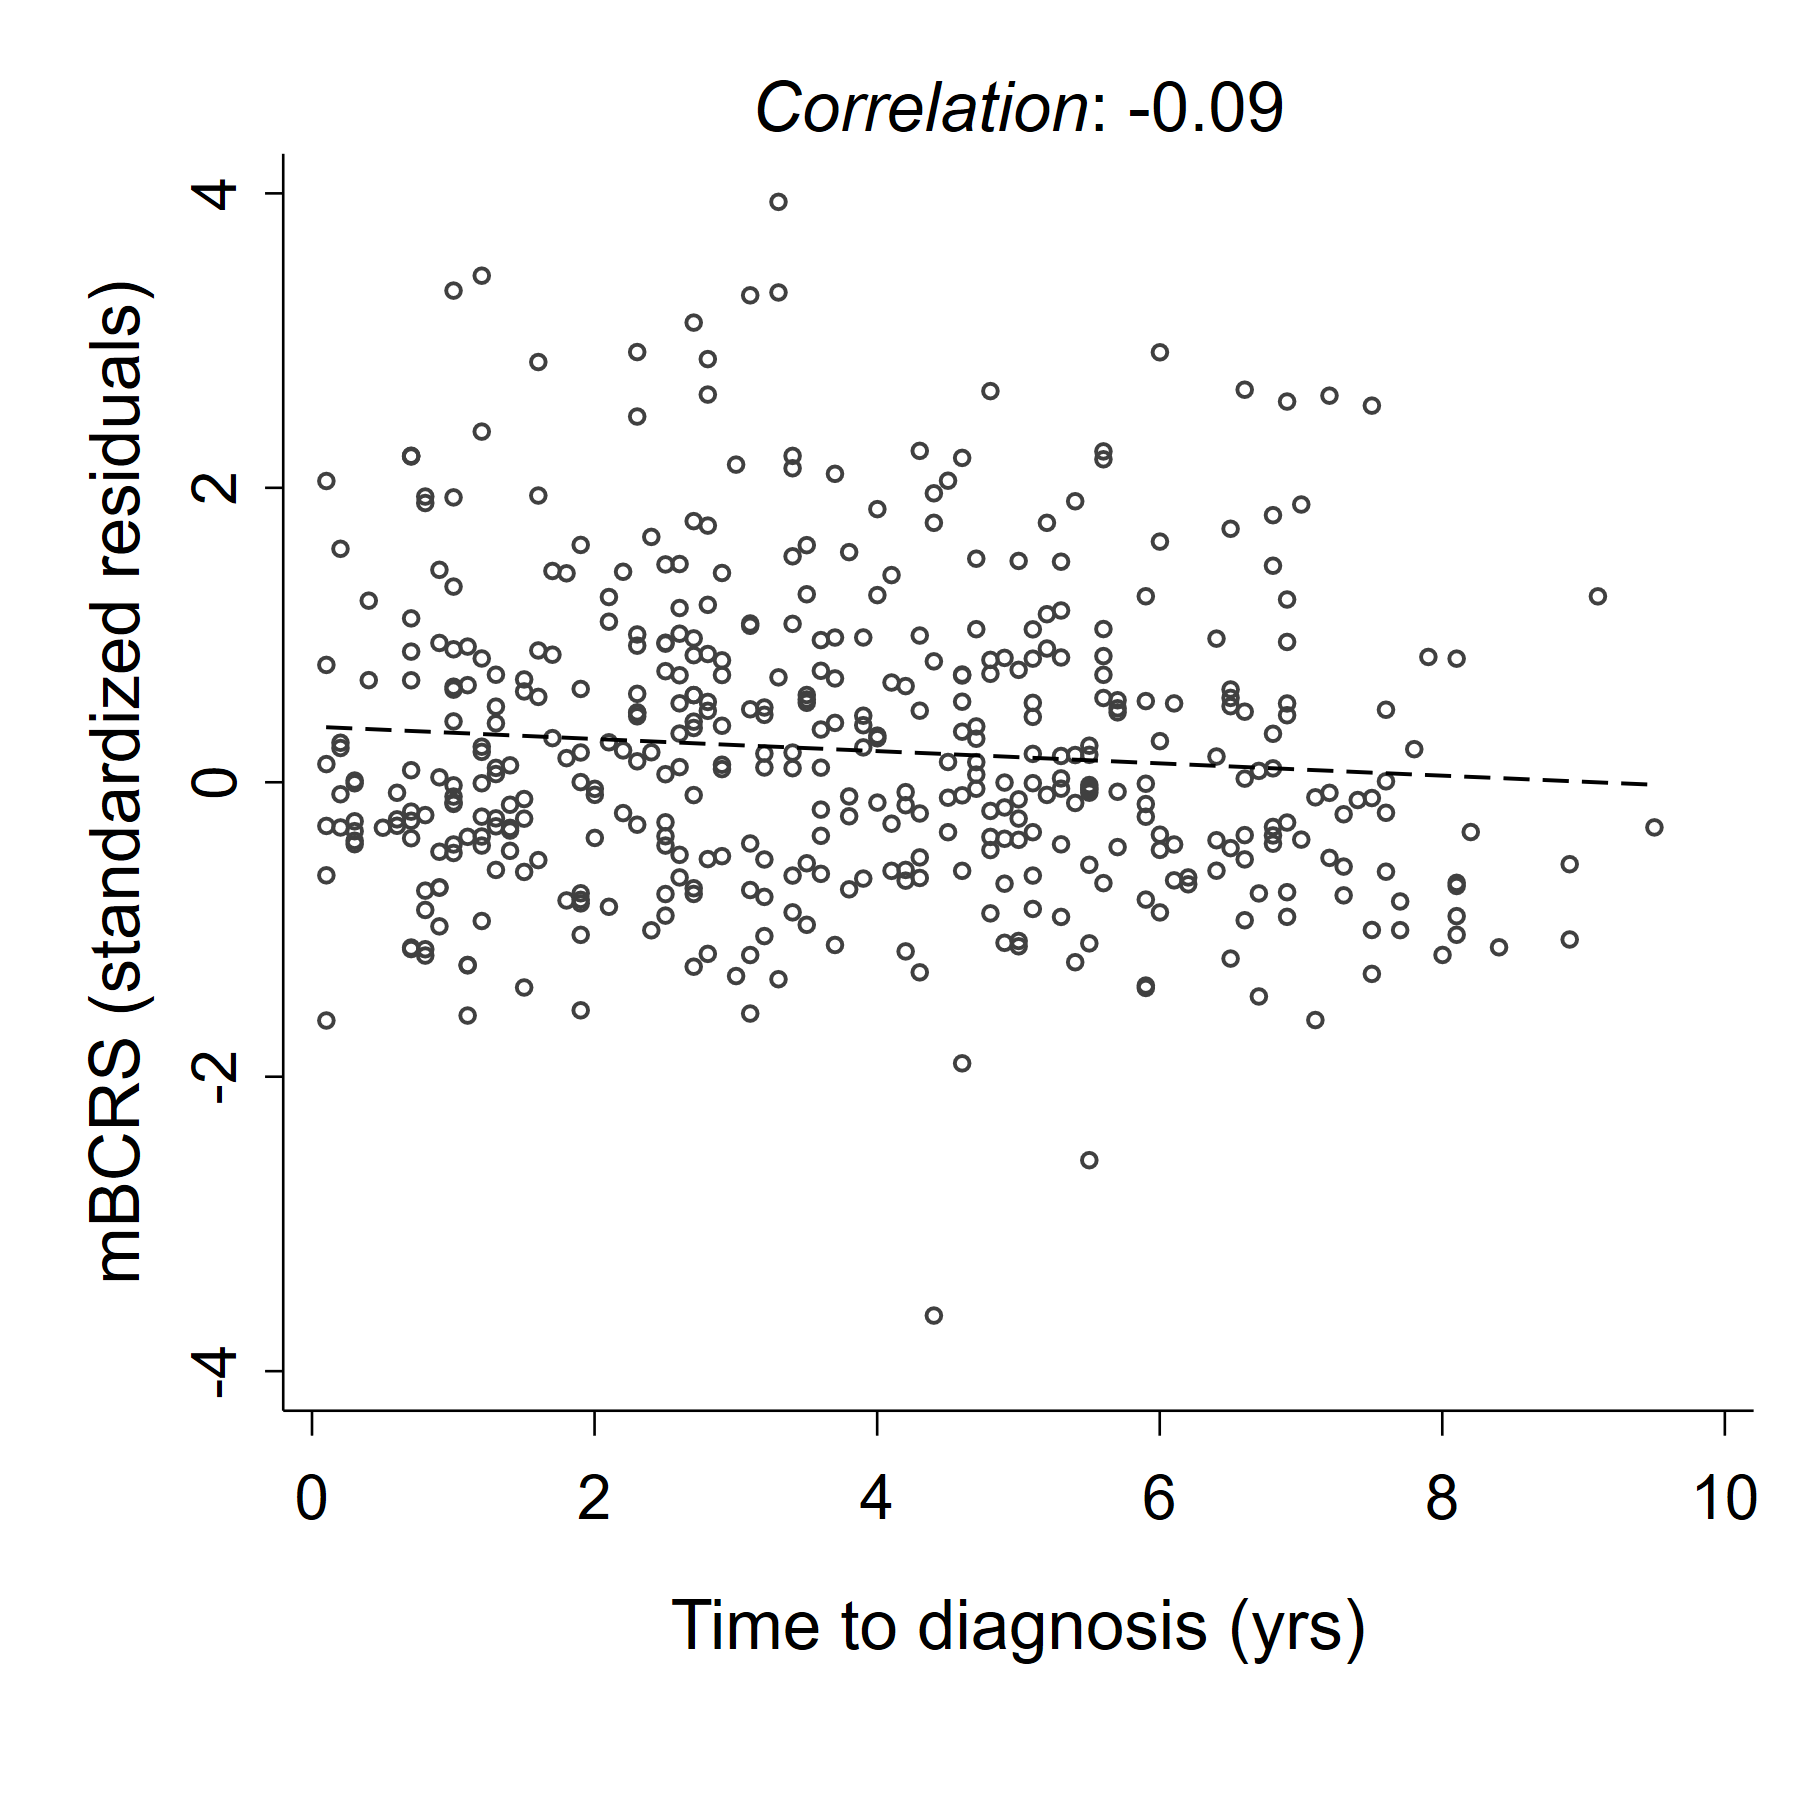 Correlation: -0.09
mBCRS (standardized residuals)
4
2
0
-2
-4
0 2 4 6 8 10
Time to diagnosis (yrs)